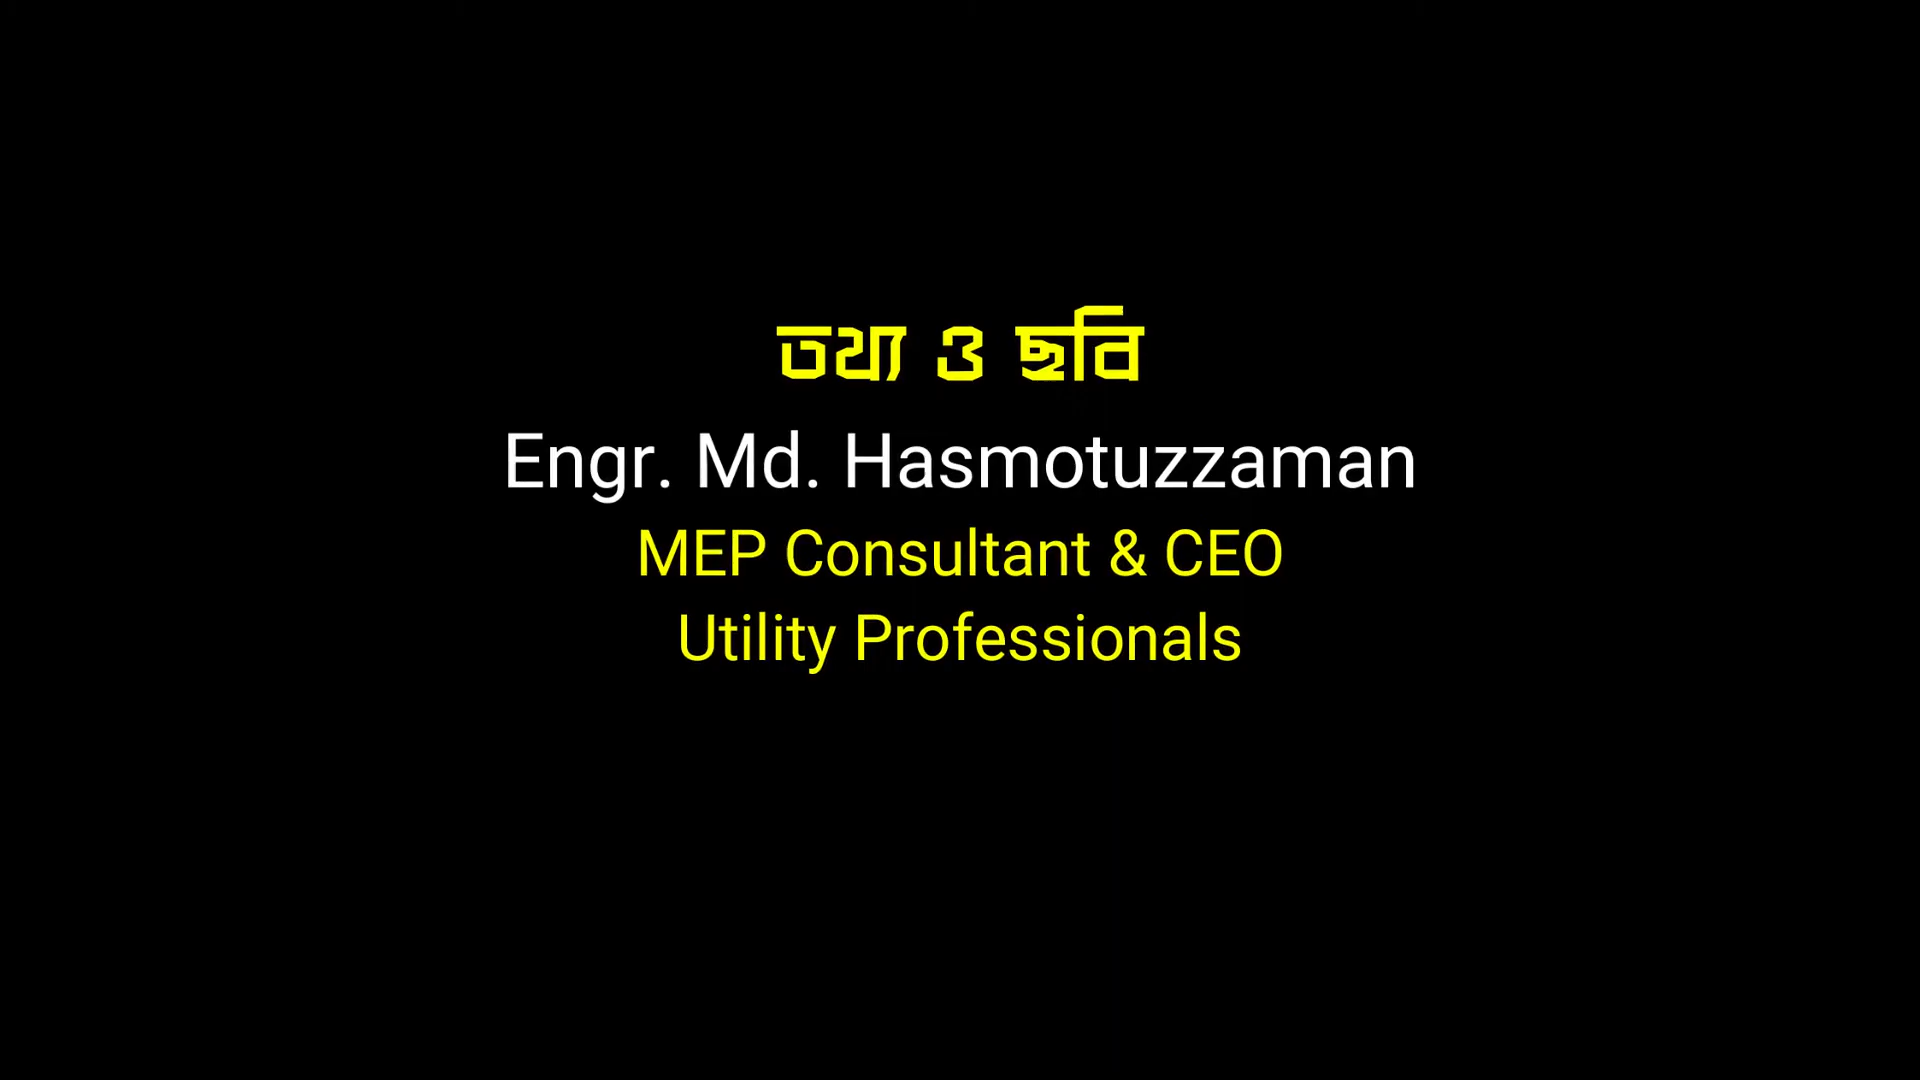 তথ্য ও ছবি
Engr. Md. Hasmotuzzaman
MEP Consultant & CEO
Utility Professionals